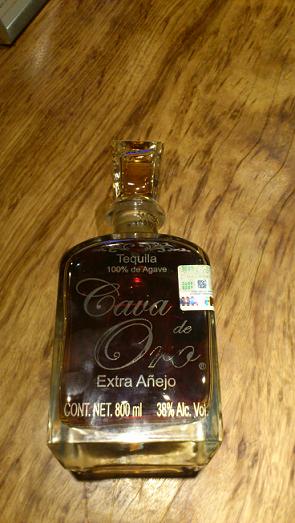 Tequila
100% de Agave
Cava
de
Oro ®
Extra Añejo
CONT. NET. 800 ml 38% Alc. Vol.